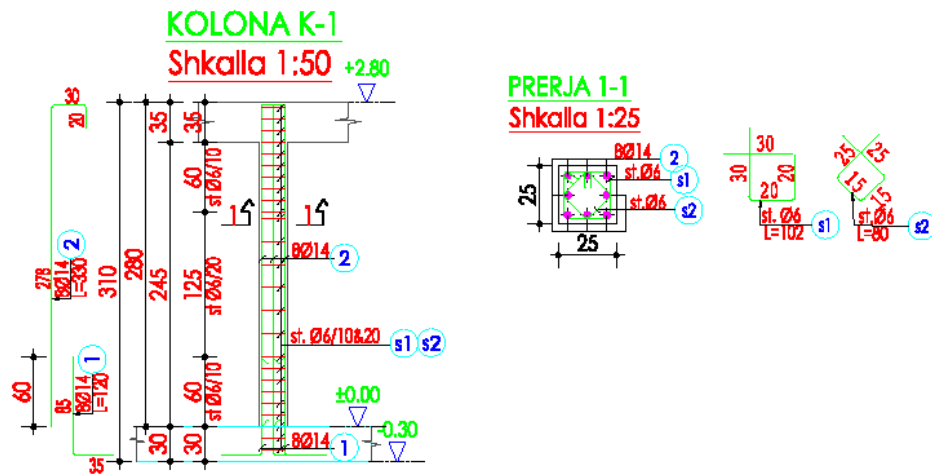 KOLONA K-1
Shkalla 1:50
+2.80
30
20
35
35
60
st Ø6/10
1
1
278
8Ø14
L=330
2
310
280
245
125
st Ø6/20
8Ø14
2
st. Ø6/10&20
s1
s2
60
85
8Ø14
L=120
1
60
st Ø6/10
±0.00
-0.30
35
30
30
8Ø14
1
PRERJA 1-1
Shkalla 1:25
8Ø14
2
st.Ø6
s1
st.Ø6
s2
25
25
30
30
20
20
st. Ø6
L=102
s1
25
25
15
15
st.Ø6
L=80
s2